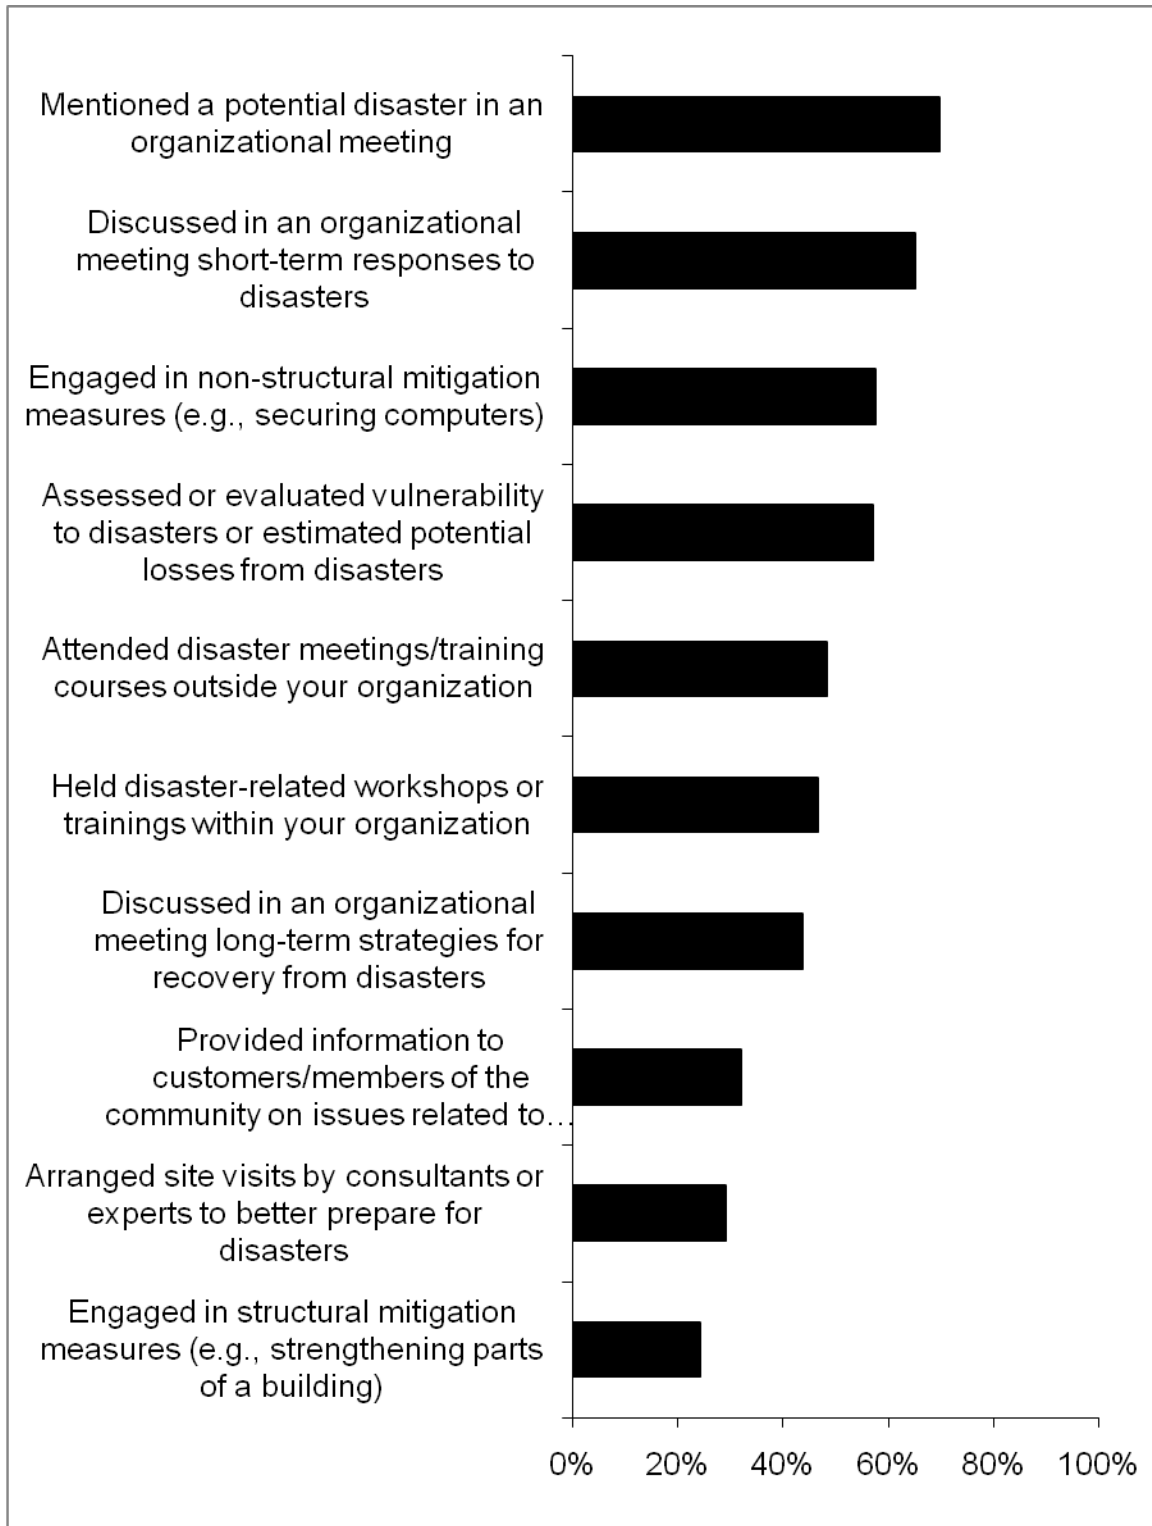 Mentioned a potential disaster in an
organizational meeting
Discussed in an organizational
meeting short-term responses to
disasters
Engaged in non-structural mitigation
measures (e.g., securing computers)
Assessed or evaluated vulnerability
to disasters or estimated potential
losses from disasters
Attended disaster meetings/training
courses outside your organization
Held disaster-related workshops or
trainings within your organization
Discussed in an organizational
meeting long-term strategies for
recovery from disasters
Provided information to
customers/members of the
community on issues related to…
Arranged site visits by consultants or
experts to better prepare for
disasters
Engaged in structural mitigation
measures (e.g., strengthening parts
of a building)
0% 20% 40% 60% 80% 100%